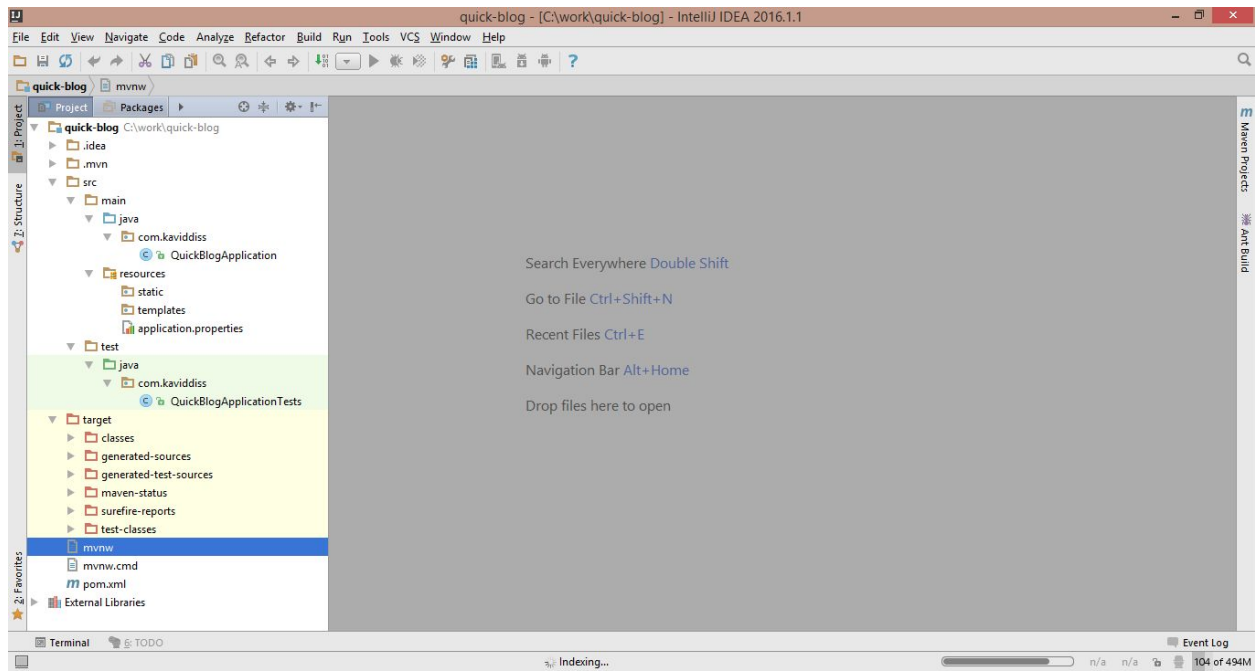 quick-blog - [C:\work\quick-blog] - IntelliJ IDEA 2016.1.1
File Edit View Navigate Code Analyze Refactor Build Run Tools VCS Window Help
quick-blog mvnw
Project Packages
quick-blog C:\work\quick-blog
.idea
.mvn
src
main
java
com.kaviddiss
QuickBlogApplication
resources
static
templates
application.properties
test
java
com.kaviddiss
QuickBlogApplicationTests
target
classes
generated-sources
generated-test-sources
maven-status
surefire-reports
test-classes
mvnw
mvnw.cmd
pom.xml
External Libraries
1: Project
7: Structure
2: Favorites
Search Everywhere Double Shift
Go to File Ctrl+Shift+N
Recent Files Ctrl+E
Navigation Bar Alt+Home
Drop files here to open
Maven Projects
Ant Build
Terminal 6: TODO Event Log
Indexing... n/a n/a 104 of 494M